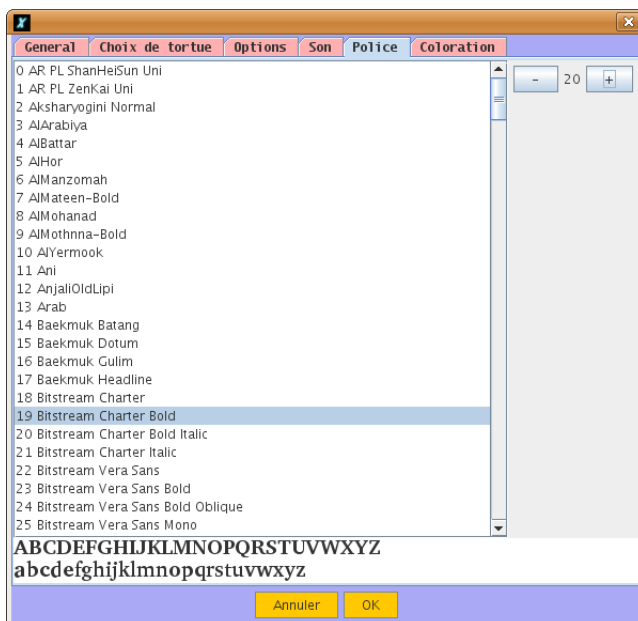 General Choix de tortue Options Son Police Coloration
- 20 +
0 AR PL ShanHeiSun Uni
1 AR PL ZenKai Uni
2 Aksharyogini Normal
3 AlArabiya
4 AlBattar
5 AlHor
6 AlManzomah
7 AlMateen-Bold
8 AlMohanad
9 AlMothnna-Bold
10 AlYermook
11 Ani
12 AnjaliOldLipi
13 Arab
14 Baekmuk Batang
15 Baekmuk Dotum
16 Baekmuk Gulim
17 Baekmuk Headline
18 Bitstream Charter
19 Bitstream Charter Bold
20 Bitstream Charter Bold Italic
21 Bitstream Charter Italic
22 Bitstream Vera Sans
23 Bitstream Vera Sans Bold
24 Bitstream Vera Sans Bold Oblique
25 Bitstream Vera Sans Mono
ABCDEFGHIJKLMNOPQRSTUVWXYZ
abcdefghijklmnopqrstuvwxyz
Annuler OK